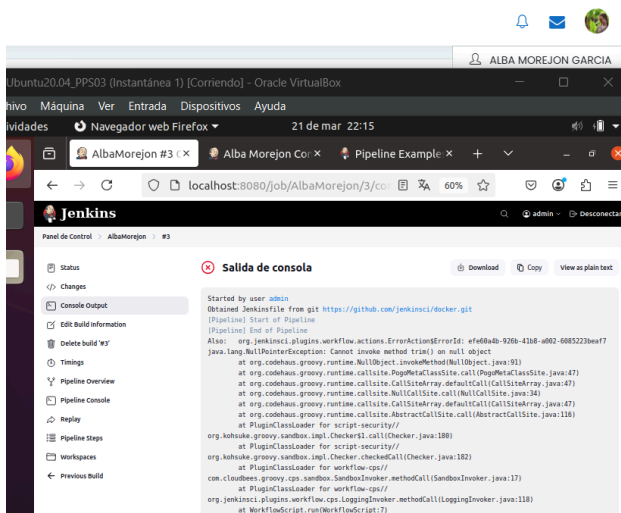 ALBA MOREJON GARCIA
Ubuntu20.04_PPS03 (Instantánea 1) [Corriendo] - Oracle VirtualBox
hivo Máquina Ver Entrada Dispositivos Ayuda
ividades Navegador web Firefox 21 de mar 22:15
AlbaMorejon #3 C Alba Morejon Cor Pipeline Example
localhost:8080/job/AlbaMorejon/3/co 60%
Jenkins admin Desconectar
Panel de Control > AlbaMorejon > #3
Status
Changes
Console Output
Edit Build Information
Delete build '#3'
Timings
Pipeline Overview
Pipeline Console
Replay
Pipeline Steps
Workspaces
Previous Build
Salida de consola Download Copy View as plain text
Started by user admin
Obtained Jenkinsfile from git https://github.com/jenkinsci/docker.git
[Pipeline] Start of Pipeline
[Pipeline] End of Pipeline
Also: org.jenkinsci.plugins.workflow.actions.ErrorAction$ErrorId: efe60a4b-926b-41b8-a002-6085223beaf7
java.lang.NullPointerException: Cannot invoke method trim() on null object
at org.codehaus.groovy.runtime.NullObject.invokeMethod(NullObject.java:91)
at org.codehaus.groovy.runtime.callsite.PogoMetaClassSite.call(PogoMetaClassSite.java:47)
at org.codehaus.groovy.runtime.callsite.CallSiteArray.defaultCall(CallSiteArray.java:47)
at org.codehaus.groovy.runtime.callsite.NullCallSite.call(NullCallSite.java:34)
at org.codehaus.groovy.runtime.callsite.CallSiteArray.defaultCall(CallSiteArray.java:47)
at org.codehaus.groovy.runtime.callsite.AbstractCallSite.call(AbstractCallSite.java:116)
at PluginClassLoader for script-security//
org.kohsuke.groovy.sandbox.impl.Checker$1.call(Checker.java:180)
at PluginClassLoader for script-security//
org.kohsuke.groovy.sandbox.impl.Checker.checkedCall(Checker.java:182)
at PluginClassLoader for workflow-cps//
com.cloudbees.groovy.cps.sandbox.SandboxInvoker.methodCall(SandboxInvoker.java:17)
at PluginClassLoader for workflow-cps//
org.jenkinsci.plugins.workflow.cps.LoggingInvoker.methodCall(LoggingInvoker.java:118)
at WorkflowScript.run(WorkflowScript:7)